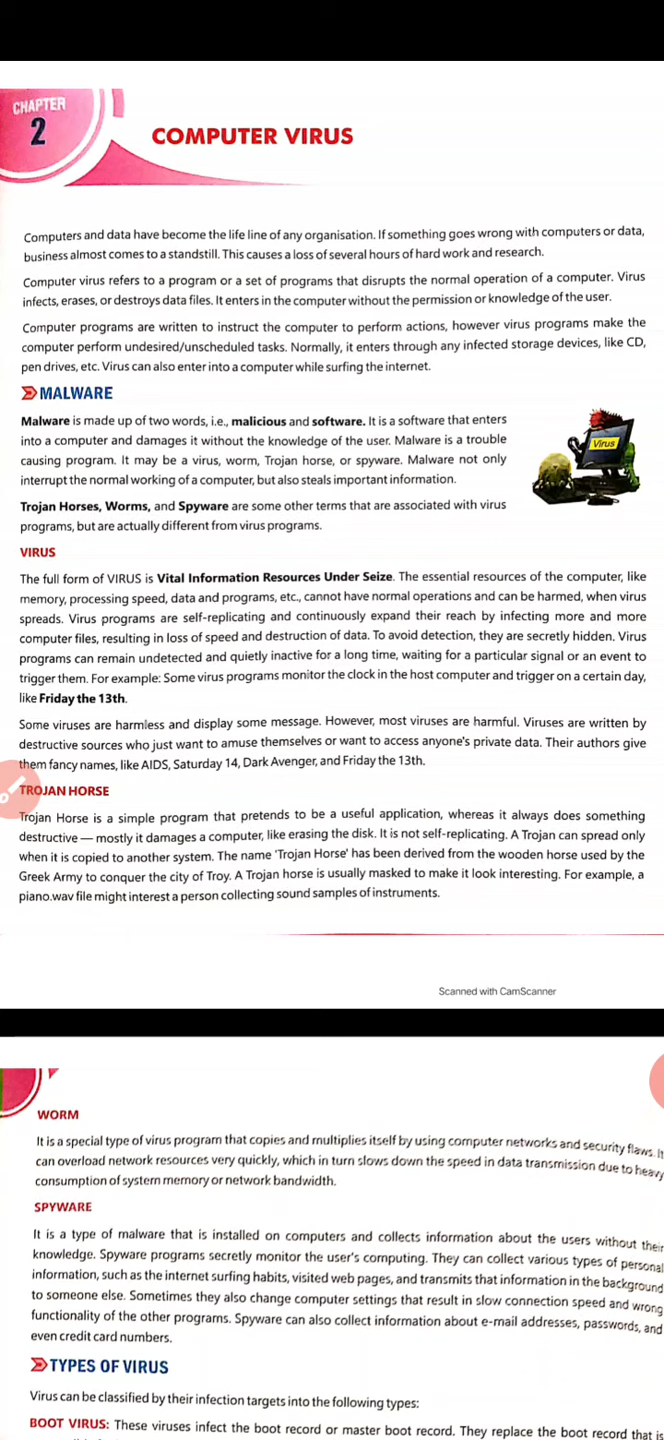 CHAPTER
2
COMPUTER VIRUS
Computers and data have become the life line of any organisation. If something goes wrong with computers or data,
business almost comes to a standstill. This causes a loss of several hours of hard work and research.
Computer virus refers to a program or a set of programs that disrupts the normal operation of a computer. Virus
infects, erases, or destroys data files. It enters in the computer without the permission or knowledge of the user.
Computer programs are written to instruct the computer to perform actions, however virus programs make the
computer perform undesired/unscheduled tasks. Normally, it enters through any infected storage devices, like CD,
pen drives, etc. Virus can also enter into a computer while surfing the internet.
MALWARE
Malware is made up of two words, i.e., malicious and software. It is a software that enters
into a computer and damages it without the knowledge of the user. Malware is a trouble
causing program. It may be a virus, worm, Trojan horse, or spyware. Malware not only
interrupt the normal working of a computer, but also steals important information.
Virus
Trojan Horses, Worms, and Spyware are some other terms that are associated with virus
programs, but are actually different from virus programs.
VIRUS
The full form of VIRUS is Vital Information Resources Under Seize. The essential resources of the computer, like
memory, processing speed, data and programs, etc., cannot have normal operations and can be harmed, when virus
spreads. Virus programs are self-replicating and continuously expand their reach by infecting more and more
computer files, resulting in loss of speed and destruction of data. To avoid detection, they are secretly hidden. Virus
programs can remain undetected and quietly inactive for a long time, waiting for a particular signal or an event to
trigger them. For example: Some virus programs monitor the clock in the host computer and trigger on a certain day,
like Friday the 13th.
Some viruses are harmless and display some message. However, most viruses are harmful. Viruses are written by
destructive sources who just want to amuse themselves or want to access anyone's private data. Their authors give
them fancy names, like AIDS, Saturday 14, Dark Avenger, and Friday the 13th.
TROJAN HORSE
Trojan Horse is a simple program that pretends to be a useful application, whereas it always does something
destructive — mostly it damages a computer, like erasing the disk. It is not self-replicating. A Trojan can spread only
when it is copied to another system. The name 'Trojan Horse' has been derived from the wooden horse used by the
Greek Army to conquer the city of Troy. A Trojan horse is usually masked to make it look interesting. For example, a
piano.wav file might interest a person collecting sound samples of instruments.
Scanned with CamScanner
WORM
It is a special type of virus program that copies and multiplies itself by using computer networks and security flaws. It
can overload network resources very quickly, which in turn slows down the speed in data transmission due to heavy
consumption of system memory or network bandwidth.
SPYWARE
It is a type of malware that is installed on computers and collects information about the users without their
knowledge. Spyware programs secretly monitor the user's computing. They can collect various types of personal
information, such as the internet surfing habits, visited web pages, and transmits that information in the background
to someone else. Sometimes they also change computer settings that result in slow connection speed and wrong
functionality of the other programs. Spyware can also collect information about e-mail addresses, passwords, and
even credit card numbers.
TYPES OF VIRUS
Virus can be classified by their infection targets into the following types:
BOOT VIRUS: These viruses infect the boot record or master boot record. They replace the boot record that is